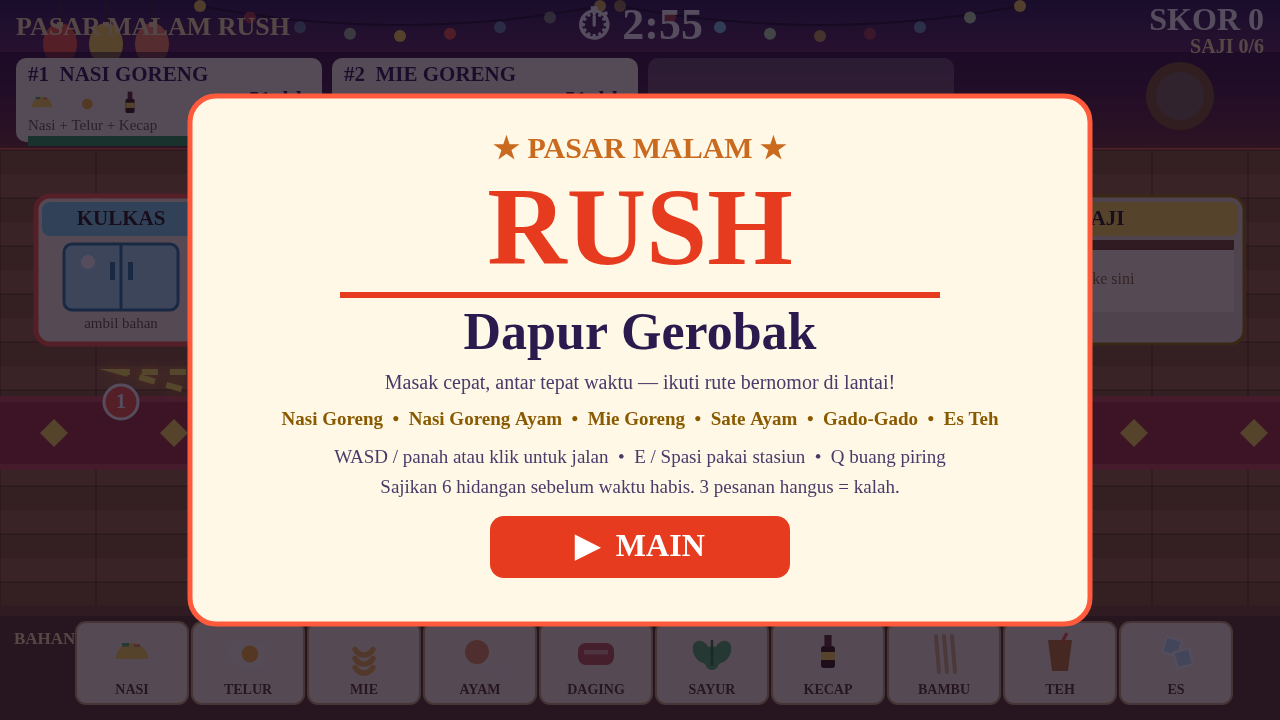 PASAR MALAM RUSH
⏱ 2:55
SKOR 0
SAJI 0/6
#1 NASI GORENG
Nasi + Telur + Kecap
#2 MIE GORENG
★ PASAR MALAM ★
RUSH
Dapur Gerobak
Masak cepat, antar tepat waktu — ikuti rute bernomor di lantai!
Nasi Goreng • Nasi Goreng Ayam • Mie Goreng • Sate Ayam • Gado-Gado • Es Teh
WASD / panah atau klik untuk jalan • E / Spasi pakai stasiun • Q buang piring
Sajikan 6 hidangan sebelum waktu habis. 3 pesanan hangus = kalah.
▶ MAIN
KULKAS
ambil bahan
AJI
ke sini
1
BAHAN
NASI
TELUR
MIE
AYAM
DAGING
SAYUR
KECAP
BAMBU
TEH
ES